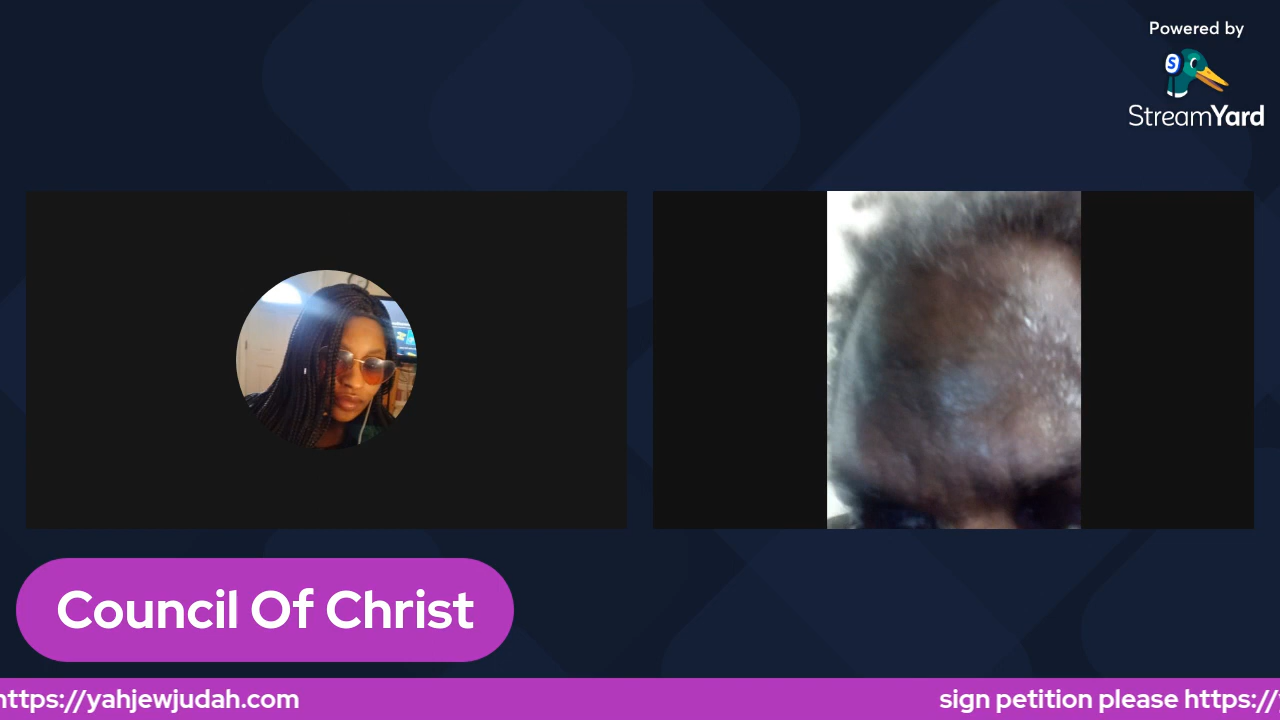 Powered by
S
StreamYard
Council Of Christ
https://yahjewjudah.com
sign petition please https://